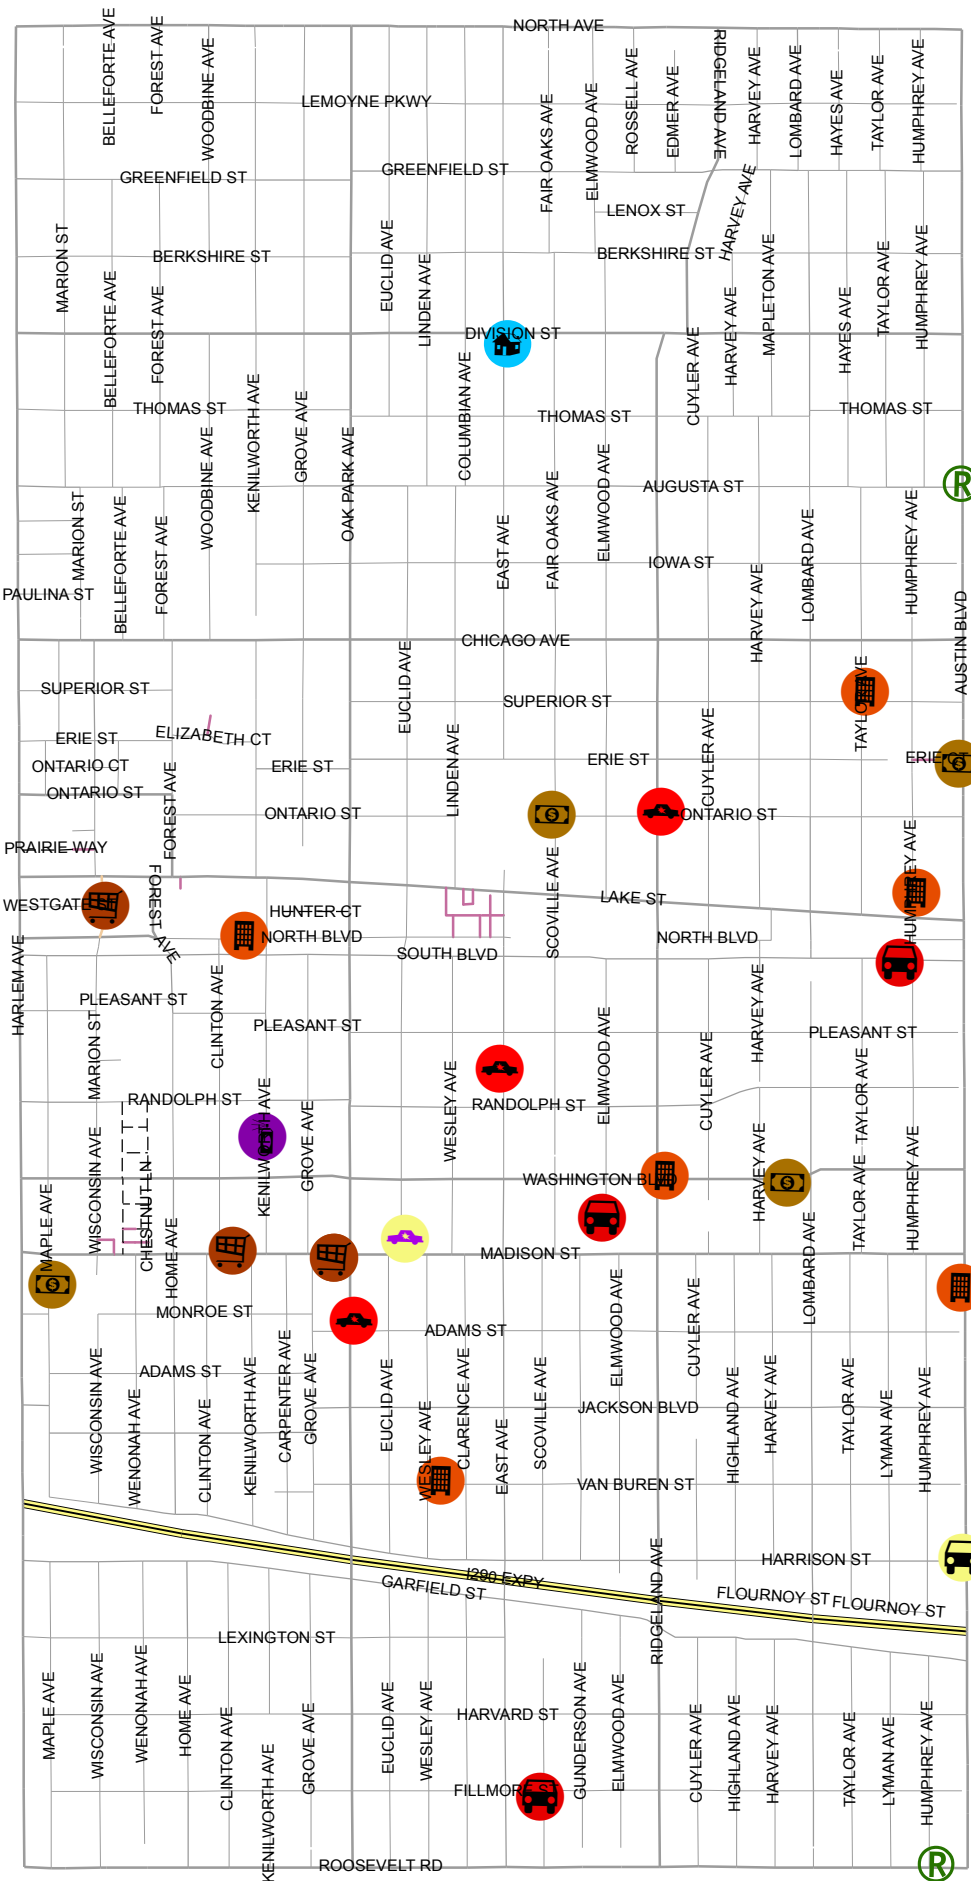 NORTH AVE
BELLEFORTE AVE
FOREST AVE
WOODBINE AVE
LEMOYNE PKWY
FAIR OAKS AVE
ELMWOOD AVE
ROSSELL AVE
EDMER AVE
RIDGELAND AVE
HARVEY AVE
LOMBARD AVE
HAYES AVE
TAYLOR AVE
HUMPHREY AVE
GREENFIELD ST
GREENFIELD ST
LENOX ST
HARVEY AVE
MARION ST
BERKSHIRE ST
EUCLID AVE
LINDEN AVE
BERKSHIRE ST
MAPLETON AVE
TAYLOR AVE
HUMPHREY AVE
BELLEFORTE AVE
FOREST AVE
DIVISION ST
CUYLER AVE
HARVEY AVE
HAYES AVE
THOMAS ST
KENILWORTH AVE
GROVE AVE
COLUMBIAN AVE
THOMAS ST
THOMAS ST
WOODBINE AVE
OAK PARK AVE
ELMWOOD AVE
AUGUSTA ST
®
MARION ST
BELLEFORTE AVE
FOREST AVE
EAST AVE
FAIR OAKS AVE
IOWA ST
LOMBARD AVE
HUMPHREY AVE
PAULINA ST
HARVEY AVE
AUSTIN BLVD
CHICAGO AVE
SUPERIOR ST
EUCLID AVE
SUPERIOR ST
TAYLOR AVE
ERIE ST
ELIZABETH CT
LINDEN AVE
ERIE ST
CUYLER AVE
ERIE CT
ONTARIO CT
ERIE ST
ONTARIO ST
FOREST AVE
ONTARIO ST
ONTARIO ST
PRAIRIE WAY
SCOVILLE AVE
HUMPHREY AVE
WESTGATE ST
FOREST AVE
LAKE ST
HUNTER CT
NORTH BLVD
NORTH BLVD
SOUTH BLVD
HARLEM AVE
PLEASANT ST
CLINTON AVE
PLEASANT ST
HARVEY AVE
PLEASANT ST
MARION ST
ELMWOOD AVE
CUYLER AVE
TAYLOR AVE
RANDOLPH ST
KENILWORTH AVE
GROVE AVE
WESLEY AVE
RANDOLPH ST
WISCONSIN AVE
WASHINGTON BLVD
HARVEY AVE
TAYLOR AVE
HUMPHREY AVE
MAPLE AVE
CHESTNUT LN
HOME AVE
MADISON ST
LOMBARD AVE
MONROE ST
ADAMS ST
ELMWOOD AVE
CUYLER AVE
ADAMS ST
WISCONSIN AVE
WENONAH AVE
CLINTON AVE
KENILWORTH AVE
CARPENTER AVE
GROVE AVE
EUCLID AVE
WESLEY AVE
CLARENCE AVE
EAST AVE
SCOVILLE AVE
JACKSON BLVD
HIGHLAND AVE
HARVEY AVE
TAYLOR AVE
LYMAN AVE
HUMPHREY AVE
VAN BUREN ST
HARRISON ST
I290 EXPY
GARFIELD ST
RIDGELAND AVE
FLOURNOY ST
FLOURNOY ST
LEXINGTON ST
MAPLE AVE
WISCONSIN AVE
WENONAH AVE
HOME AVE
CLINTON AVE
KENILWORTH AVE
GROVE AVE
EUCLID AVE
WESLEY AVE
HARVARD ST
GUNDERSON AVE
ELMWOOD AVE
CUYLER AVE
HIGHLAND AVE
HARVEY AVE
TAYLOR AVE
LYMAN AVE
HUMPHREY AVE
FILLMORE ST
ROOSEVELT RD
®